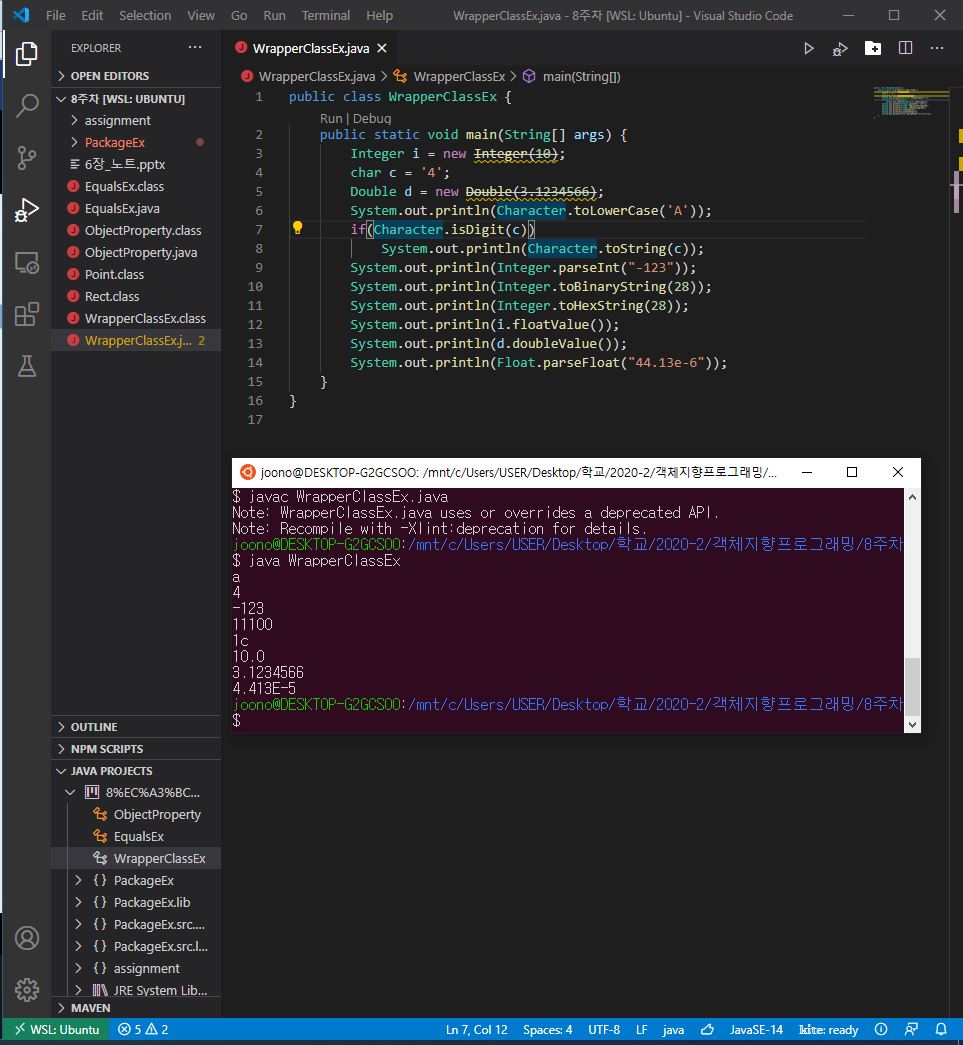 File Edit Selection View Go Run Terminal Help WrapperClassEx.java - 8주차 [WSL: Ubuntu] - Visual Studio Code
EXPLORER
OPEN EDITORS
8주차 [WSL: UBUNTU]
assignment
PackageEx
6장_노트.pptx
EqualsEx.class
EqualsEx.java
ObjectProperty.class
ObjectProperty.java
Point.class
Rect.class
WrapperClassEx.class
WrapperClassEx.j... 2
OUTLINE
NPM SCRIPTS
JAVA PROJECTS
8%EC%A3%BC...
ObjectProperty
EqualsEx
WrapperClassEx
PackageEx
PackageEx.lib
PackageEx.src....
PackageEx.src.l...
assignment
JRE System Lib...
MAVEN
WrapperClassEx.java
WrapperClassEx.java > WrapperClassEx > main(String[])
1 public class WrapperClassEx {
Run | Debug
2 public static void main(String[] args) {
3 Integer i = new Integer(10);
4 char c = '4';
5 Double d = new Double(3.1234566);
6 System.out.println(Character.toLowerCase('A'));
7 if(Character.isDigit(c))
8 System.out.println(Character.toString(c));
9 System.out.println(Integer.parseInt("-123"));
10 System.out.println(Integer.toBinaryString(28));
11 System.out.println(Integer.toHexString(28));
12 System.out.println(i.floatValue());
13 System.out.println(d.doubleValue());
14 System.out.println(Float.parseFloat("44.13e-6"));
15 }
16 }
17
joono@DESKTOP-G2GCSOO: /mnt/c/Users/USER/Desktop/학교/2020-2/객체지향프로그래밍/...
$ javac WrapperClassEx.java
Note: WrapperClassEx.java uses or overrides a deprecated API.
Note: Recompile with -Xlint:deprecation for details.
joono@DESKTOP-G2GCSOO:/mnt/c/Users/USER/Desktop/학교/2020-2/객체지향프로그래밍/8주차
$ java WrapperClassEx
a
4
-123
11100
1c
10.0
3.1234566
4.413E-5
joono@DESKTOP-G2GCSOO:/mnt/c/Users/USER/Desktop/학교/2020-2/객체지향프로그래밍/8주차
$
WSL: Ubuntu 5 2 Ln 7, Col 12 Spaces: 4 UTF-8 LF java JavaSE-14 kite: ready